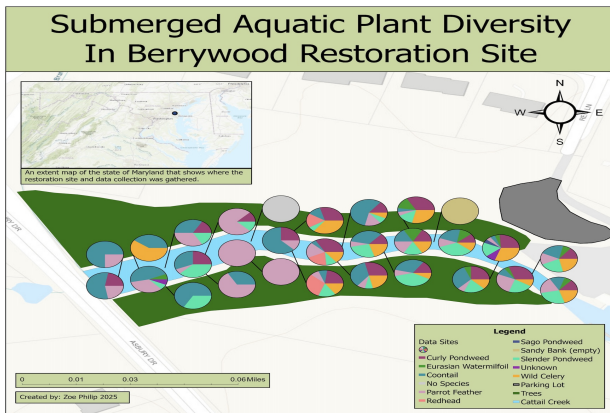 Submerged Aquatic Plant Diversity
In Berrywood Restoration Site
An extent map of the state of Maryland that shows where the
restoration site and data collection was gathered.
N
W
E
S
ASBURY DR
0
0.01
0.03
0.06 Miles
Created by: Zoe Philip 2025
Legend
Data Sites
Curly Pondweed
Eurasian Watermilfoil
Coontail
No Species
Parrot Feather
Redhead
Sago Pondweed
Sandy Bank (empty)
Slender Pondweed
Unknown
Wild Celery
Parking Lot
Trees
Cattail Creek